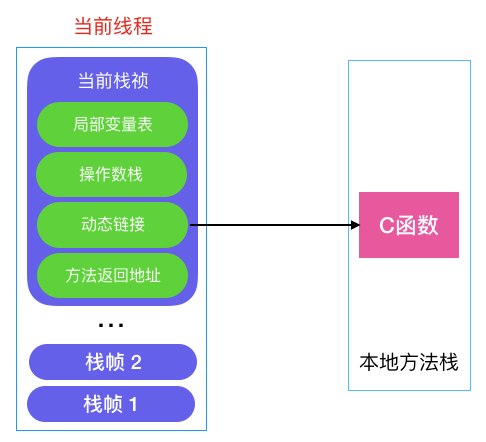 当前线程
当前栈帧
局部变量表
操作数栈
动态链接
方法返回地址
...
栈帧 2
栈帧 1
C函数
本地方法栈